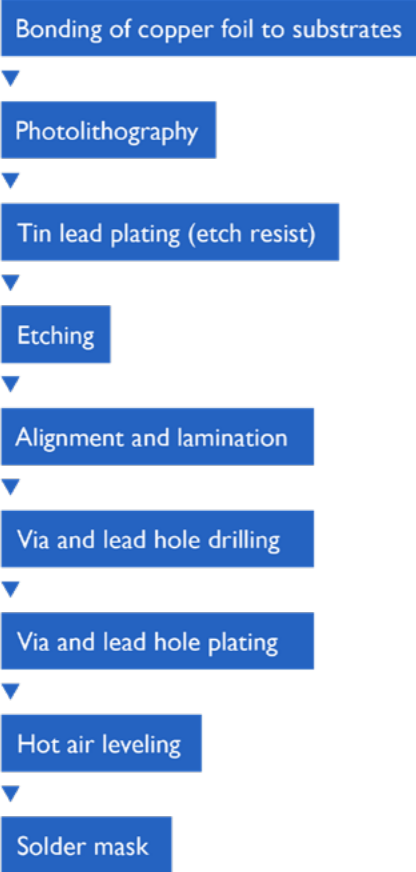 Bonding of copper foil to substrates
Photolithography
Tin lead plating (etch resist)
Etching
Alignment and lamination
Via and lead hole drilling
Via and lead hole plating
Hot air leveling
Solder mask